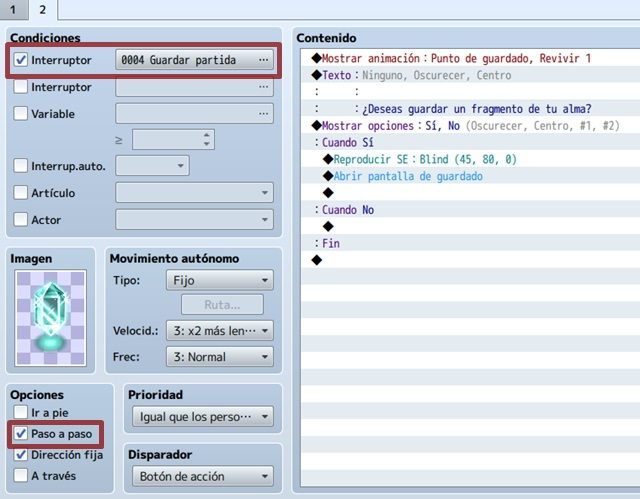 1 2
Condiciones
Interruptor 0004 Guardar partida ...
Interruptor ...
Variable ...
≥
Interrup.auto.
Artículo
Actor
Imagen
Movimiento autónomo
Tipo: Fijo
Ruta...
Velocid.: 3: x2 más len···
Frec: 3: Normal
Opciones
Ir a pie
Paso a paso
Dirección fija
A través
Prioridad
Igual que los perso···
Disparador
Botón de acción
Contenido
◆Mostrar animación : Punto de guardado, Revivir 1
◆Texto : Ninguno, Oscurecer, Centro
: :
: : ¿Deseas guardar un fragmento de tu alma?
◆Mostrar opciones : Sí, No (Oscurecer, Centro, #1, #2)
: Cuando Sí
◆Reproducir SE : Blind (45, 80, 0)
◆Abrir pantalla de guardado
◆
: Cuando No
◆
: Fin
◆